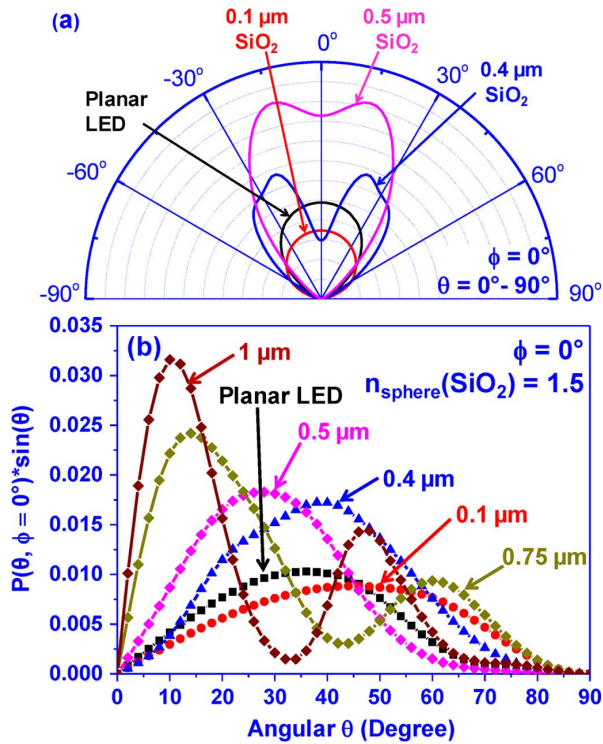 (a)
0.1 µm
SiO₂
0°
0.5 µm
SiO₂
-30°
30°
0.4 µm
SiO₂
Planar
LED
-60°
60°
ϕ = 0°
θ = 0°- 90°
-90°
90°
(b)
1 µm
ϕ = 0°
n_sphere(SiO₂) = 1.5
Planar LED
0.5 µm
0.4 µm
0.1 µm
0.75 µm
P(θ, ϕ = 0°)*sin(θ)
0.035
0.030
0.025
0.020
0.015
0.010
0.005
0.000
0 10 20 30 40 50 60 70 80 90
Angular θ (Degree)